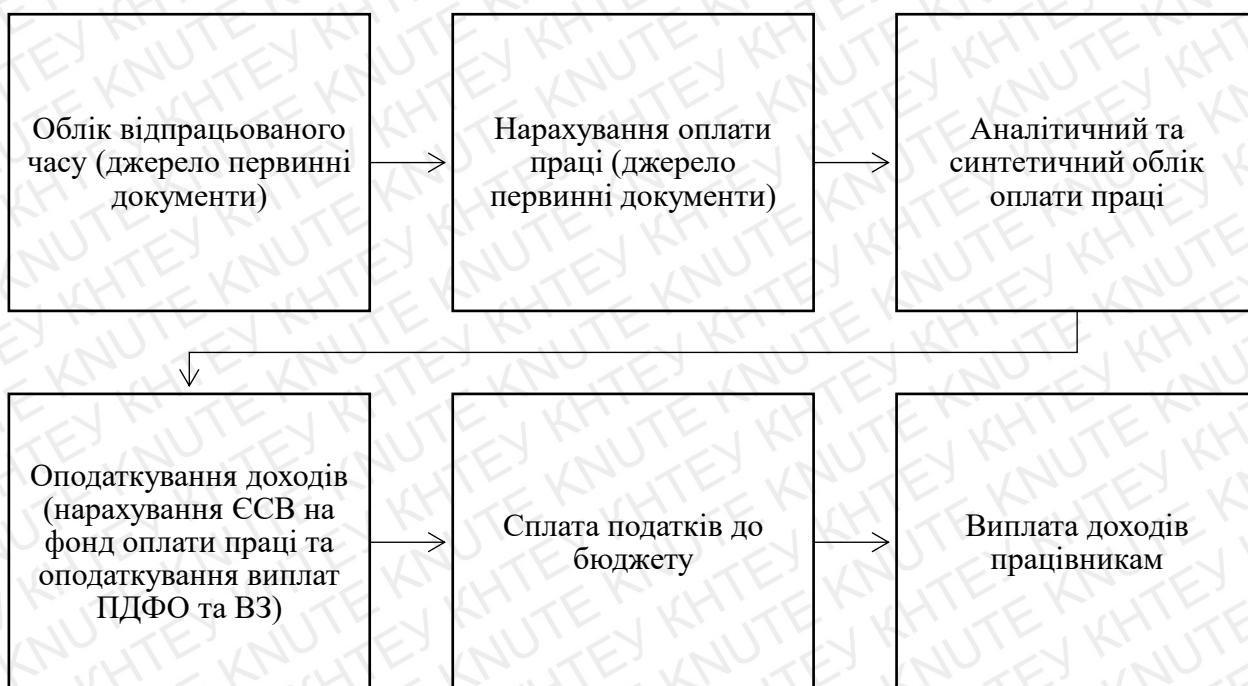 Облік відпрацьованого
часу (джерело первинні
документи)
Нарахування оплати
праці (джерело
первинні документи)
Аналітичний та
синтетичний облік
оплати праці
Оподаткування доходів
(нарахування ЄСВ на
фонд оплати праці та
оподаткування виплат
ПДФО та ВЗ)
Сплата податків до
бюджету
Виплата доходів
працівникам